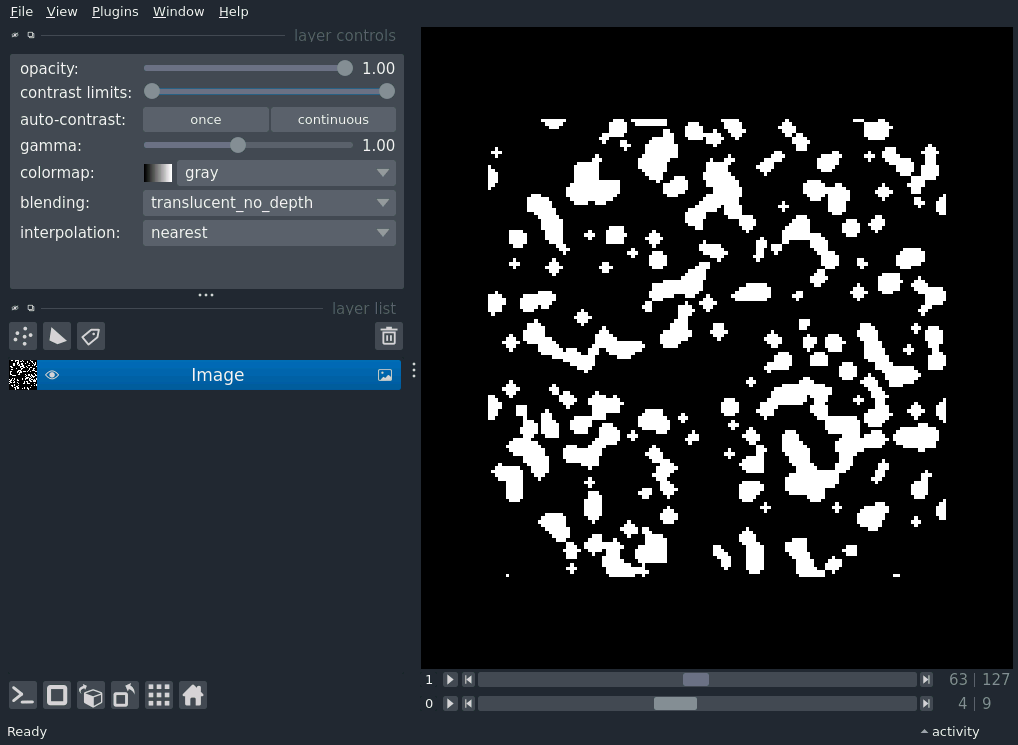 File View Plugins Window Help
layer controls
opacity: 1.00
contrast limits:
auto-contrast: once continuous
gamma: 1.00
colormap: gray
blending: translucent_no_depth
interpolation: nearest
layer list
Image
1 63 | 127
0 4 | 9
Ready activity